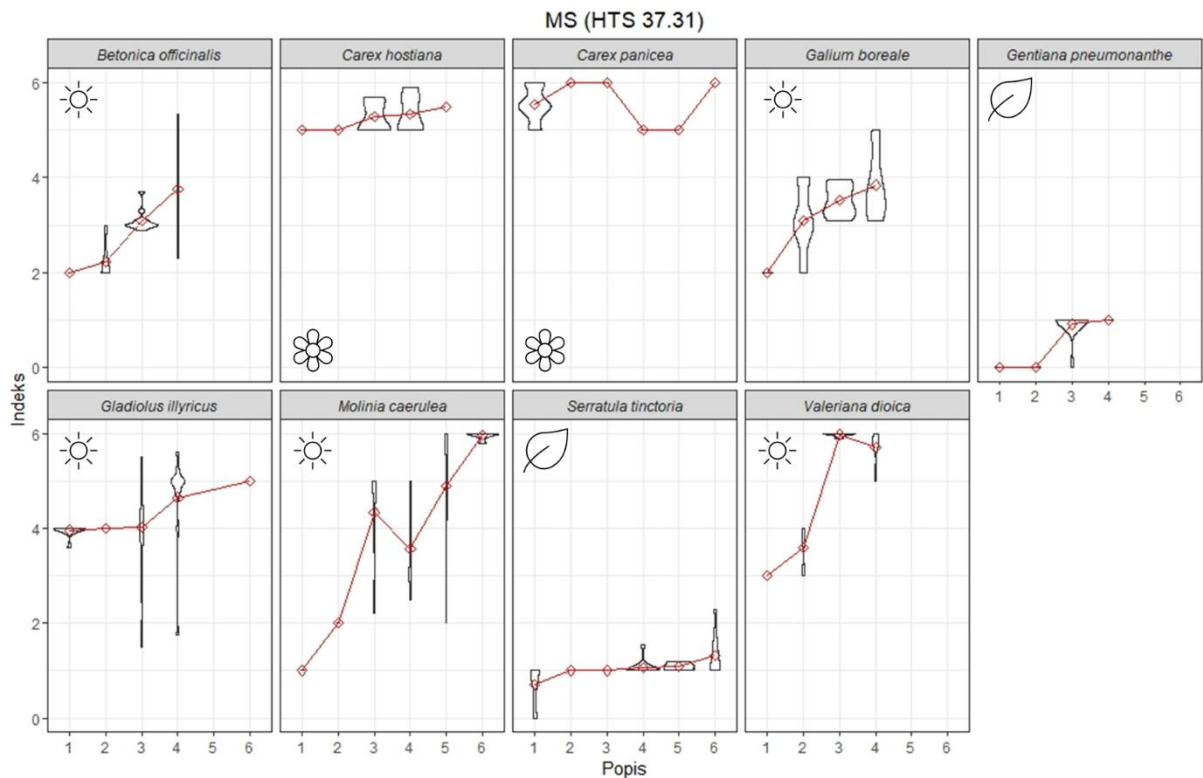 MS (HTS 37.31)
Betonica officinalis
Carex hostiana
Carex panicea
Galium boreale
Gentiana pneumonanthe
6
4
2
0
1 2 3 4 5 6
Indeks
Gladiolus illyricus
Molinia caerulea
Serratula tinctoria
Valeriana dioica
6
4
2
0
1 2 3 4 5 6
1 2 3 4 5 6
1 2 3 4 5 6
1 2 3 4 5 6
Popis